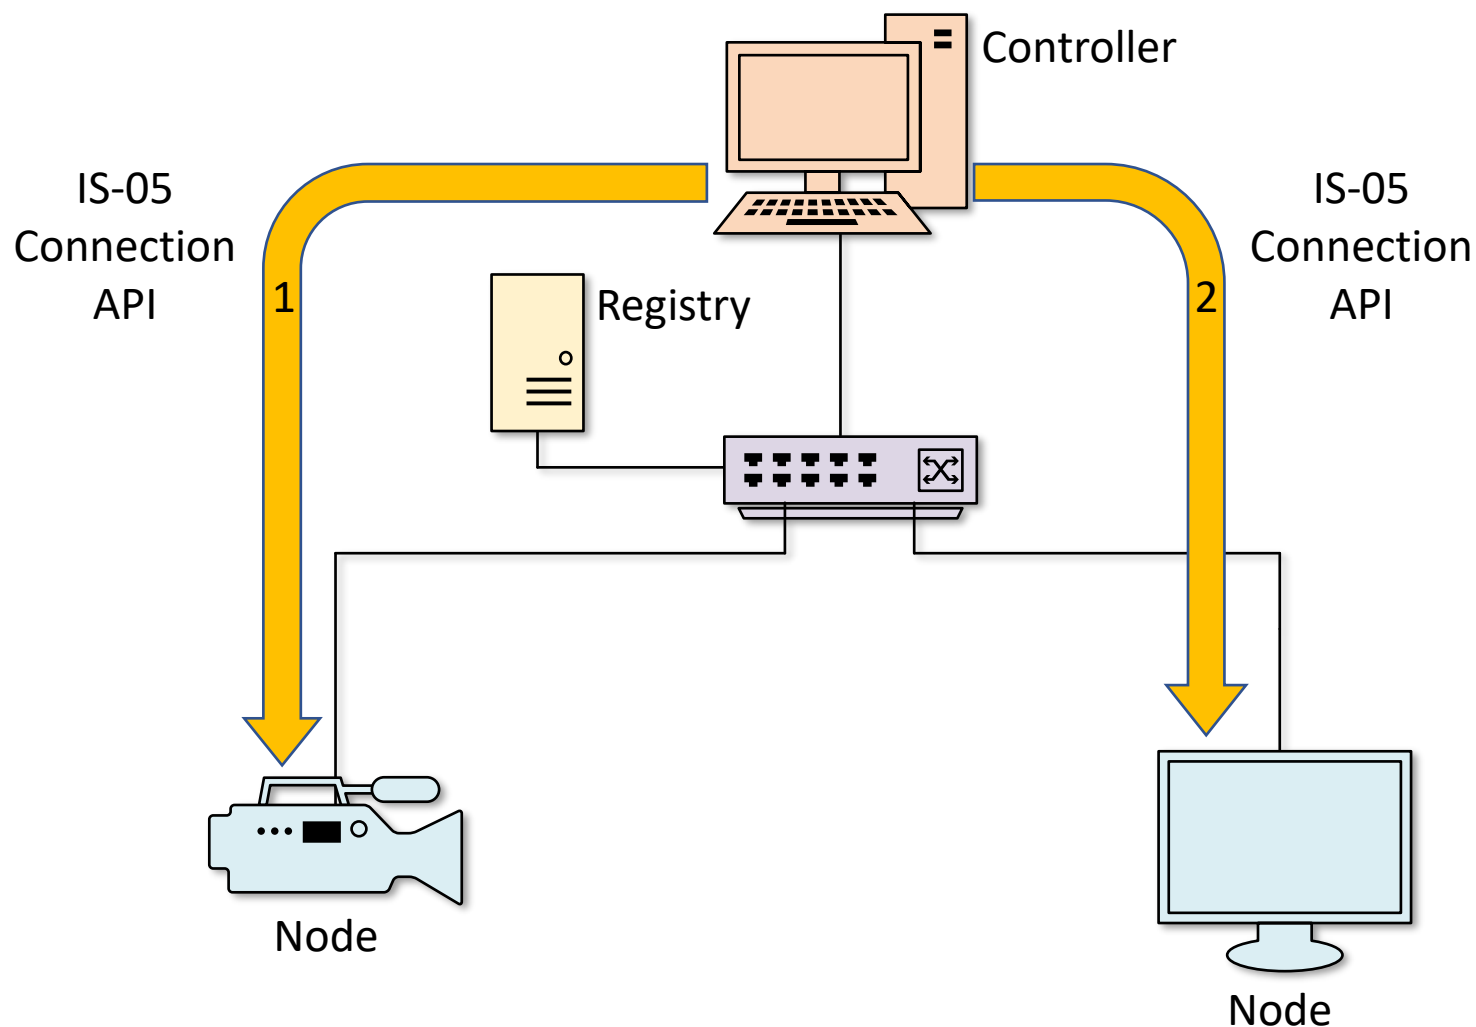 Controller
IS-05
Connection
API
1
IS-05
Connection
API
2
Registry
Node
Node